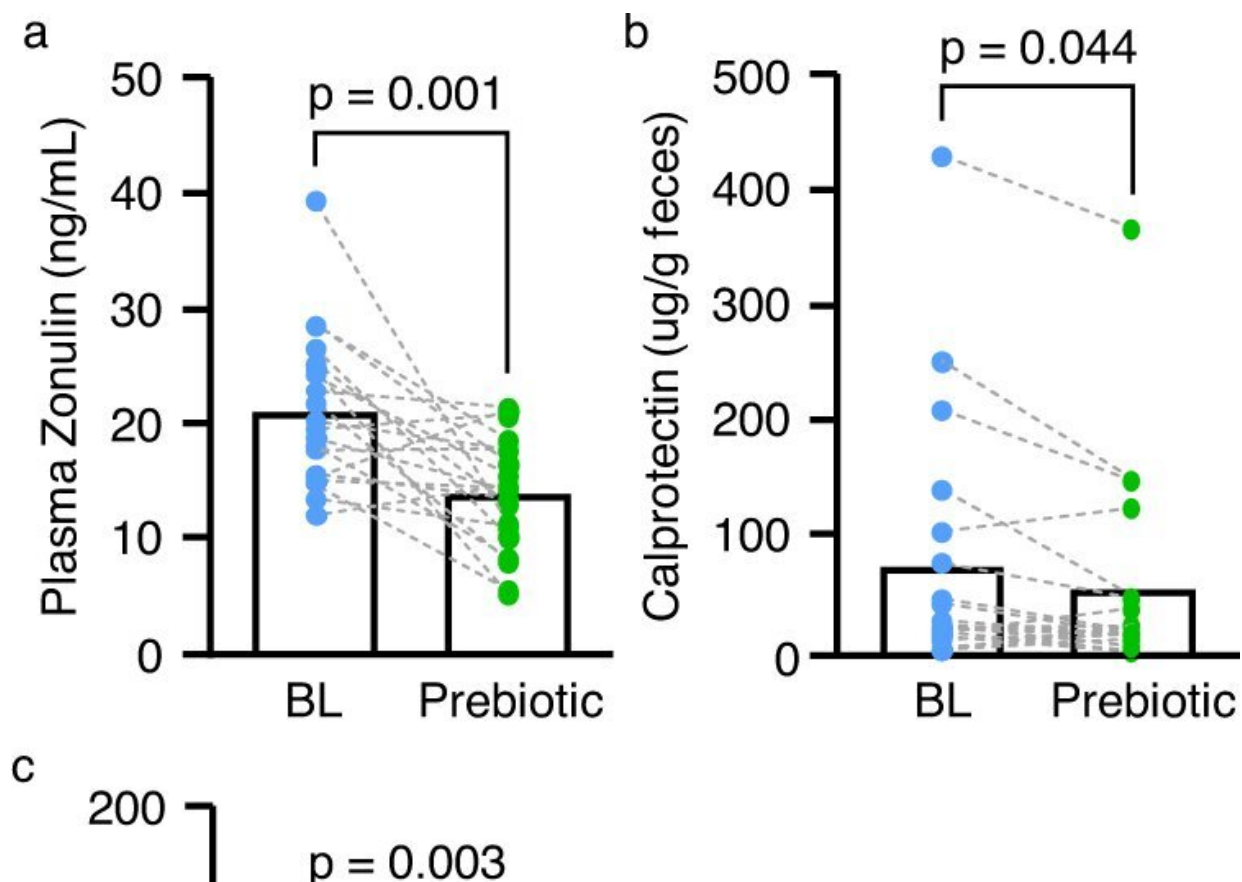 a
Plasma Zonulin (ng/mL)
50
40
30
20
10
0
p = 0.001
BL
Prebiotic
b
Calprotectin (ug/g feces)
500
400
300
200
100
0
p = 0.044
BL
Prebiotic
c
200
p = 0.003